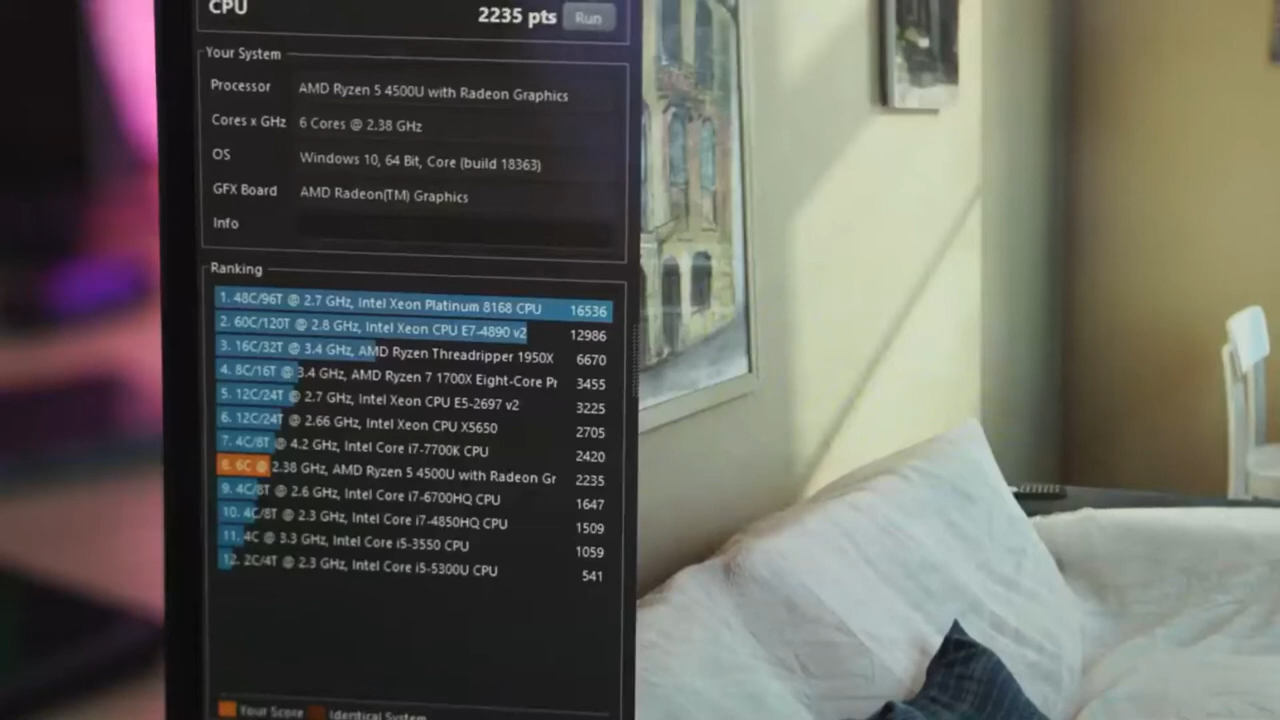 CPU 2235 pts Run
Your System
Processor AMD Ryzen 5 4500U with Radeon Graphics
Cores x GHz 6 Cores @ 2.38 GHz
OS Windows 10, 64 Bit, Core (build 18363)
GFX Board AMD Radeon(TM) Graphics
Info
Ranking
1. 48C/96T @ 2.7 GHz, Intel Xeon Platinum 8168 CPU 16536
2. 60C/120T @ 2.8 GHz, Intel Xeon CPU E7-4890 v2 12986
3. 16C/32T @ 3.4 GHz, AMD Ryzen Threadripper 1950X 6670
4. 8C/16T @ 3.4 GHz, AMD Ryzen 7 1700X Eight-Core Pr 3455
5. 12C/24T @ 2.7 GHz, Intel Xeon CPU E5-2697 v2 3225
6. 12C/24T @ 2.66 GHz, Intel Xeon CPU X5650 2705
7. 4C/8T @ 4.2 GHz, Intel Core i7-7700K CPU 2420
8. 6C @ 2.38 GHz, AMD Ryzen 5 4500U with Radeon Gr 2235
9. 4C/8T @ 2.6 GHz, Intel Core i7-6700HQ CPU 1647
10. 4C/8T @ 2.3 GHz, Intel Core i7-4850HQ CPU 1509
11. 4C @ 3.3 GHz, Intel Core i5-3550 CPU 1059
12. 2C/4T @ 2.3 GHz, Intel Core i5-5300U CPU 541
Your Score Identical System